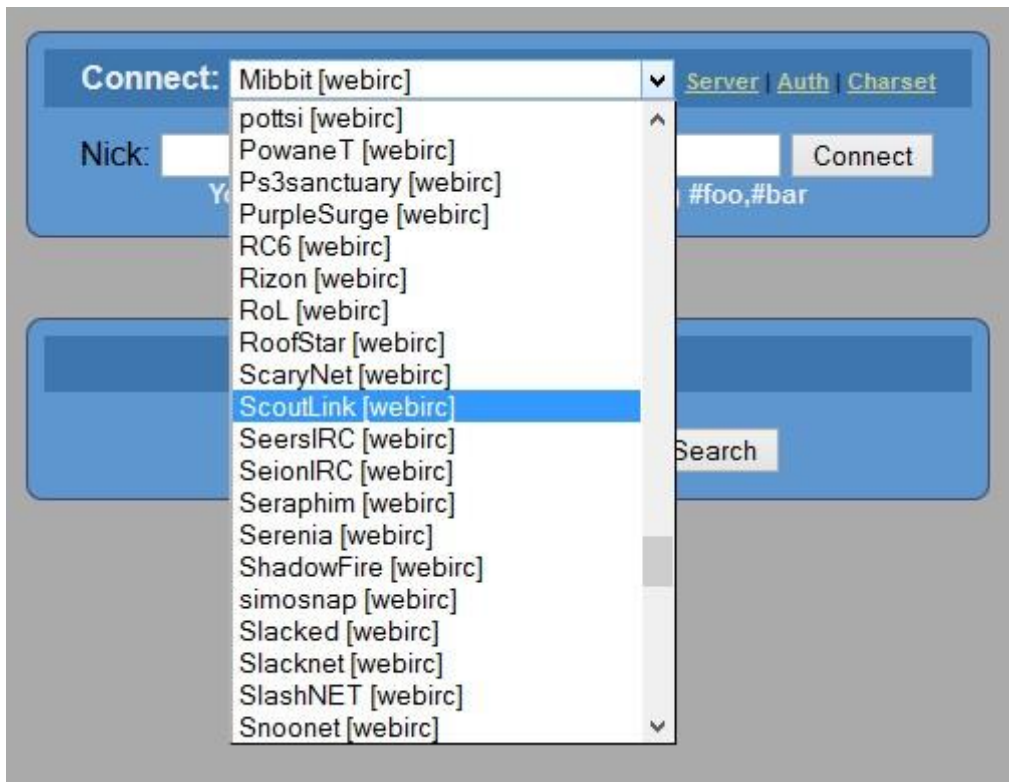 Connect: Mibbit [webirc] Server | Auth | Charset
pottsi [webirc]
Nick: PowaneT [webirc] Connect
Ps3sanctuary [webirc]
#foo,#bar
PurpleSurge [webirc]
RC6 [webirc]
Rizon [webirc]
RoL [webirc]
RoofStar [webirc]
ScaryNet [webirc]
ScoutLink [webirc]
SeersIRC [webirc]
Search
SeionIRC [webirc]
Seraphim [webirc]
Serenia [webirc]
ShadowFire [webirc]
simosnap [webirc]
Slacked [webirc]
Slacknet [webirc]
SlashNET [webirc]
Snoonet [webirc]